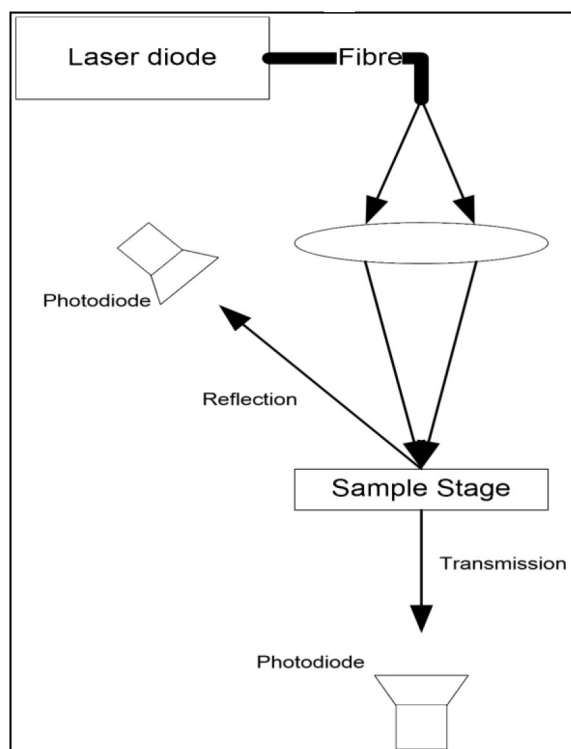 Laser diode
Fibre
Photodiode
Reflection
Sample Stage
Transmission
Photodiode